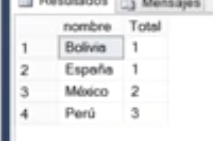 Resultados Mensajes
nombre Total
1 Bolivia 1
2 España 1
3 México 2
4 Perú 3